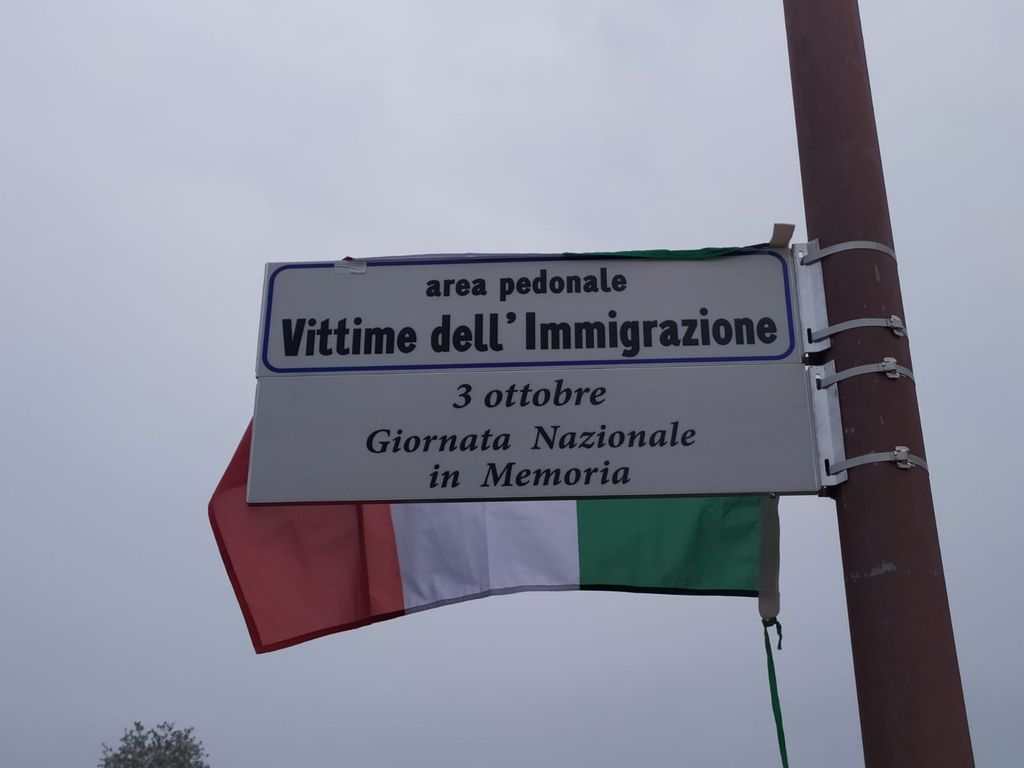 area pedonale
Vittime dell'Immigrazione
3 ottobre
Giornata Nazionale
in Memoria